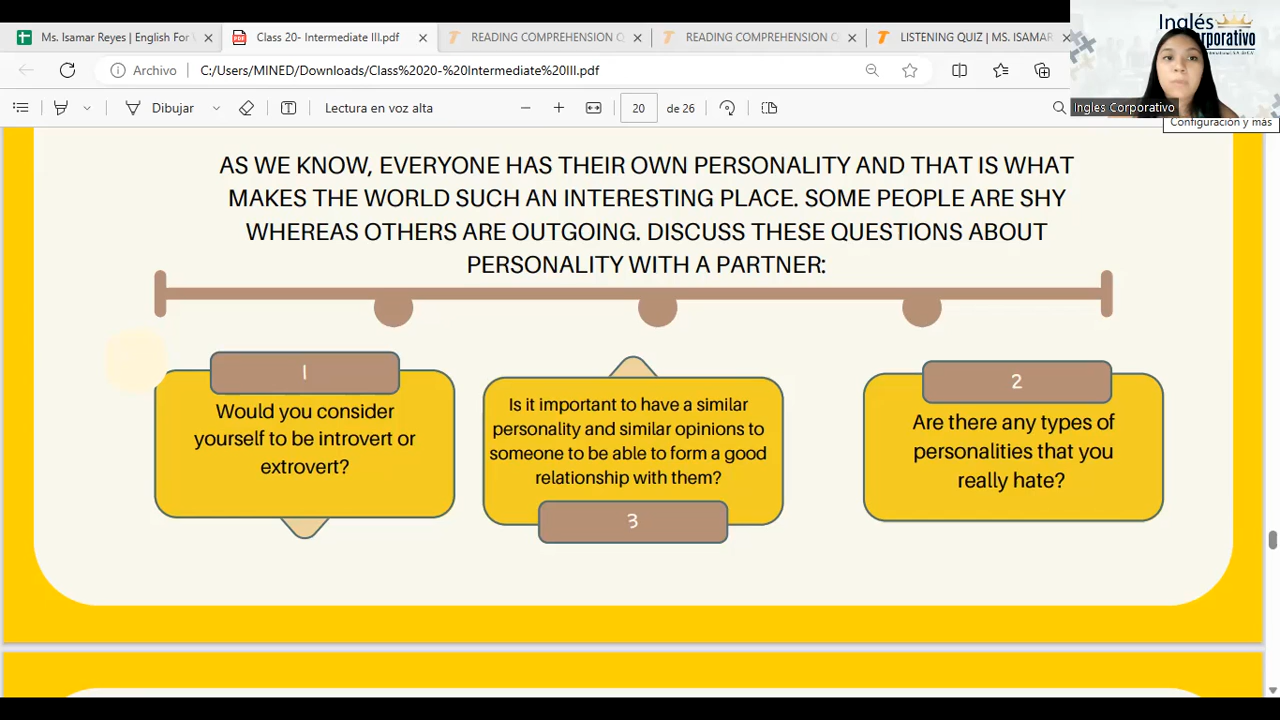 Ms. Isamar Reyes | English For
Class 20- Intermediate III.pdf
READING COMPREHENSION Q
READING COMPREHENSION Q
LISTENING QUIZ | MS. ISAMAR
Inglés
Corporativo
Archivo
C:/Users/MINED/Downloads/Class%2020-%20Intermediate%20III.pdf
Ingles Corporativo
Configuración y más
Dibujar
Lectura en voz alta
20
de 26
AS WE KNOW, EVERYONE HAS THEIR OWN PERSONALITY AND THAT IS WHAT
MAKES THE WORLD SUCH AN INTERESTING PLACE. SOME PEOPLE ARE SHY
WHEREAS OTHERS ARE OUTGOING. DISCUSS THESE QUESTIONS ABOUT
PERSONALITY WITH A PARTNER:
1
Would you consider
yourself to be introvert or
extrovert?
Is it important to have a similar
personality and similar opinions to
someone to be able to form a good
relationship with them?
3
2
Are there any types of
personalities that you
really hate?